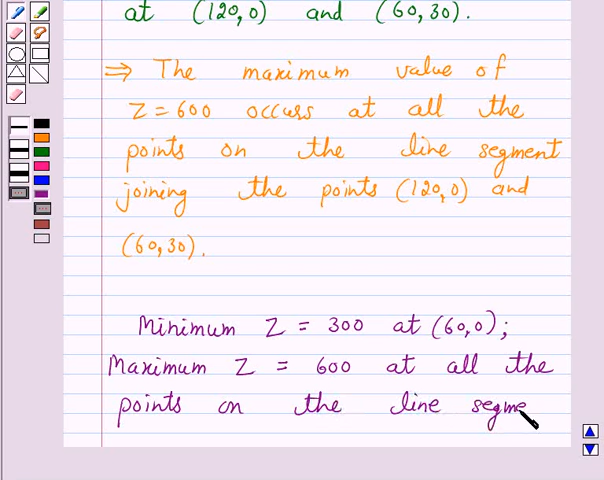 at (120,0) and (60,30).
⇒ The maximum value of
Z=600 occurs at all the
points on the line segment
joining the points (120,0) and
(60,30).
Minimum Z = 300 at (60,0);
Maximum Z = 600 at all the
points on the line segme